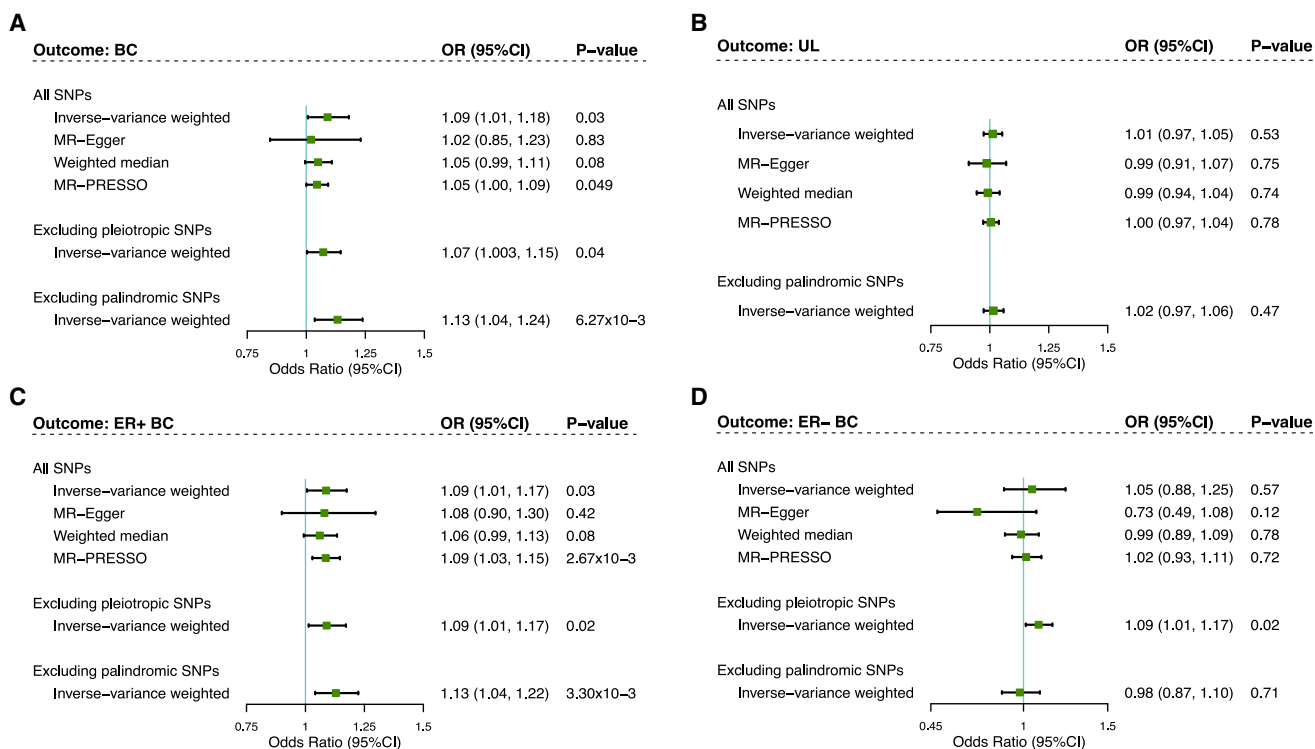 A
Outcome: BC OR (95%CI) P−value
All SNPs
Inverse−variance weighted 1.09 (1.01, 1.18) 0.03
MR−Egger 1.02 (0.85, 1.23) 0.83
Weighted median 1.05 (0.99, 1.11) 0.08
MR−PRESSO 1.05 (1.00, 1.09) 0.049
Excluding pleiotropic SNPs
Inverse−variance weighted 1.07 (1.003, 1.15) 0.04
Excluding palindromic SNPs
Inverse−variance weighted 1.13 (1.04, 1.24) 6.27x10−3
0.75 1 1.25 1.5
Odds Ratio (95%CI)
B
Outcome: UL OR (95%CI) P−value
All SNPs
Inverse−variance weighted 1.01 (0.97, 1.05) 0.53
MR−Egger 0.99 (0.91, 1.07) 0.75
Weighted median 0.99 (0.94, 1.04) 0.74
MR−PRESSO 1.00 (0.97, 1.04) 0.78
Excluding palindromic SNPs
Inverse−variance weighted 1.02 (0.97, 1.06) 0.47
0.75 1 1.25 1.5
Odds Ratio (95%CI)
C
Outcome: ER+ BC OR (95%CI) P−value
All SNPs
Inverse−variance weighted 1.09 (1.01, 1.17) 0.03
MR−Egger 1.08 (0.90, 1.30) 0.42
Weighted median 1.06 (0.99, 1.13) 0.08
MR−PRESSO 1.09 (1.03, 1.15) 2.67x10−3
Excluding pleiotropic SNPs
Inverse−variance weighted 1.09 (1.01, 1.17) 0.02
Excluding palindromic SNPs
Inverse−variance weighted 1.13 (1.04, 1.22) 3.30x10−3
0.75 1 1.25 1.5
Odds Ratio (95%CI)
D
Outcome: ER− BC OR (95%CI) P−value
All SNPs
Inverse−variance weighted 1.05 (0.88, 1.25) 0.57
MR−Egger 0.73 (0.49, 1.08) 0.12
Weighted median 0.99 (0.89, 1.09) 0.78
MR−PRESSO 1.02 (0.93, 1.11) 0.72
Excluding pleiotropic SNPs
Inverse−variance weighted 1.09 (1.01, 1.17) 0.02
Excluding palindromic SNPs
Inverse−variance weighted 0.98 (0.87, 1.10) 0.71
0.45 1 1.5
Odds Ratio (95%CI)